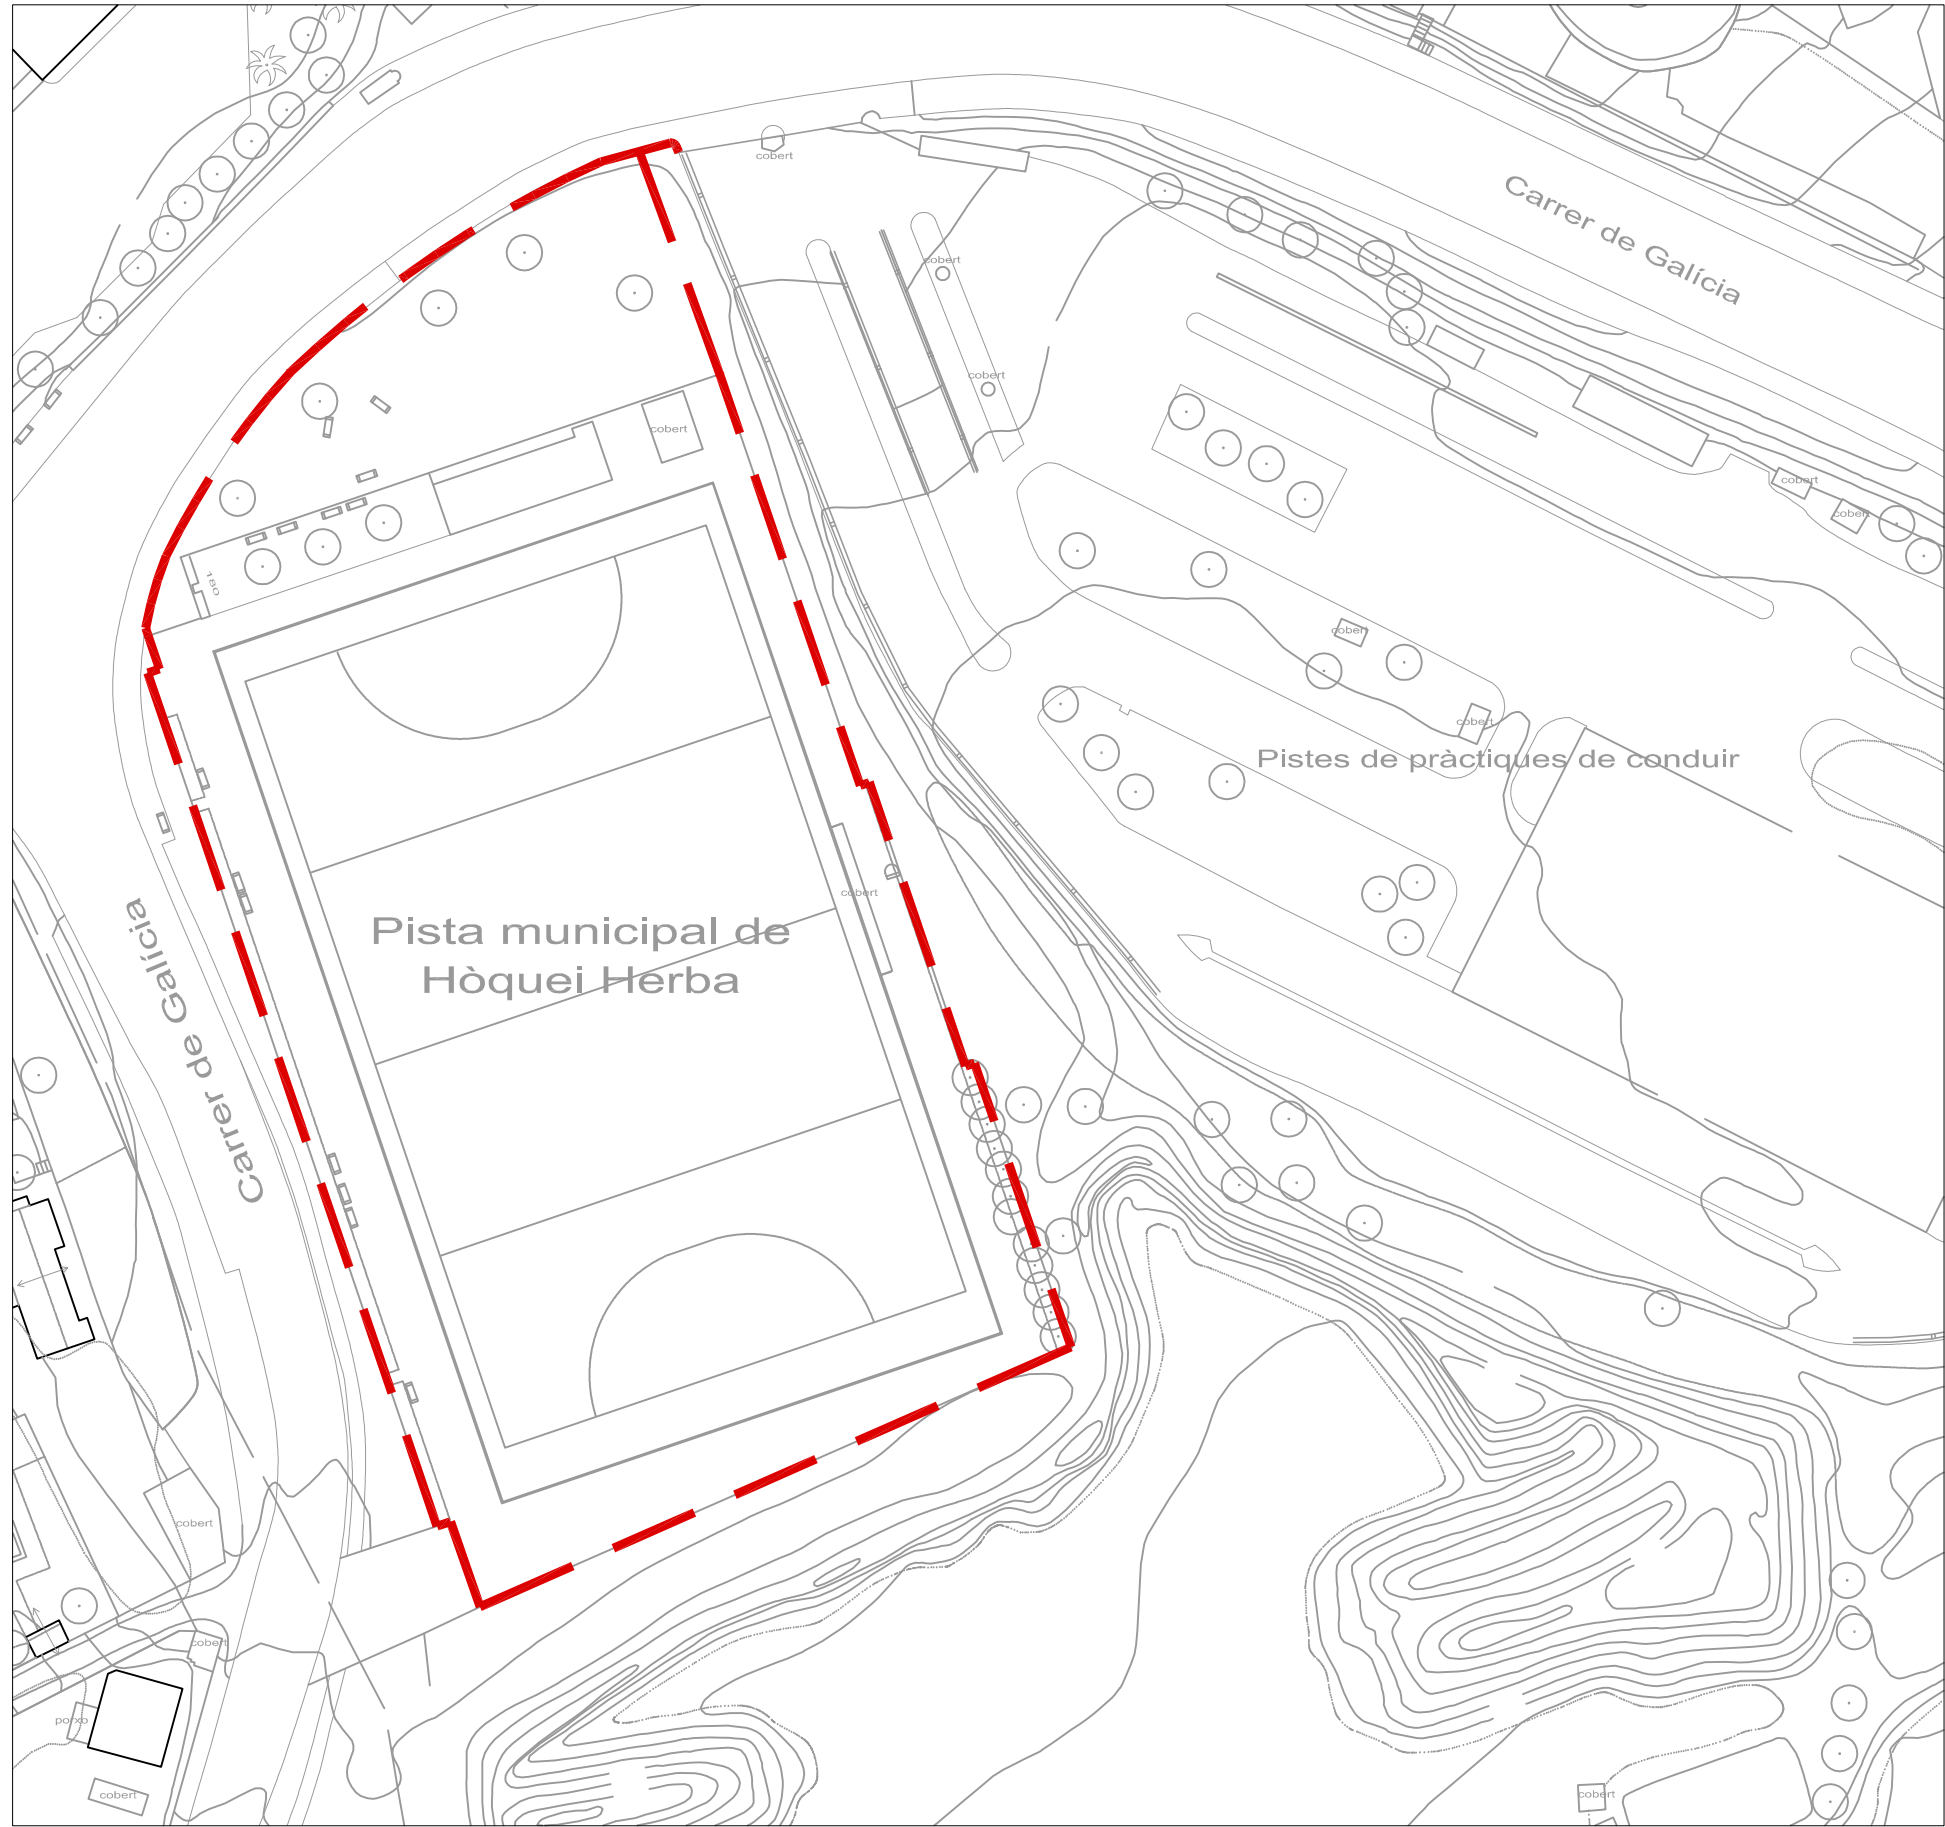 cobert
Carrer de Galícia
cobert
cobert
cobert
cobert
cobert
180
cobert
cobert
cobert
Pistes de pràctiques de conduir
cobert
Carrer de Galícia
Pista municipal de
Hòquei Herba
cobert
cobert
porxo
cobert
cobert